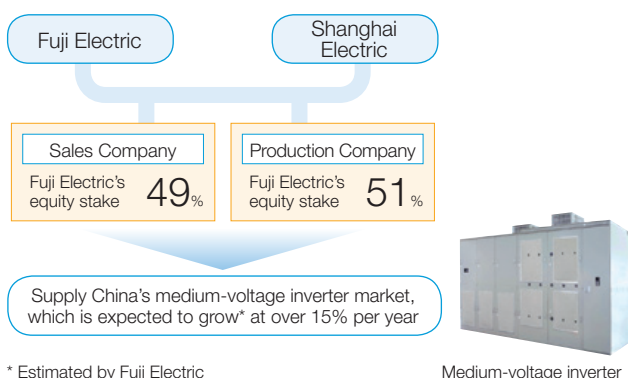 Fuji Electric
Shanghai
Electric
Sales Company
Fuji Electric's
equity stake
49%
Production Company
Fuji Electric's
equity stake
51%
Supply China's medium-voltage inverter market,
which is expected to grow* at over 15% per year
* Estimated by Fuji Electric
Medium-voltage inverter